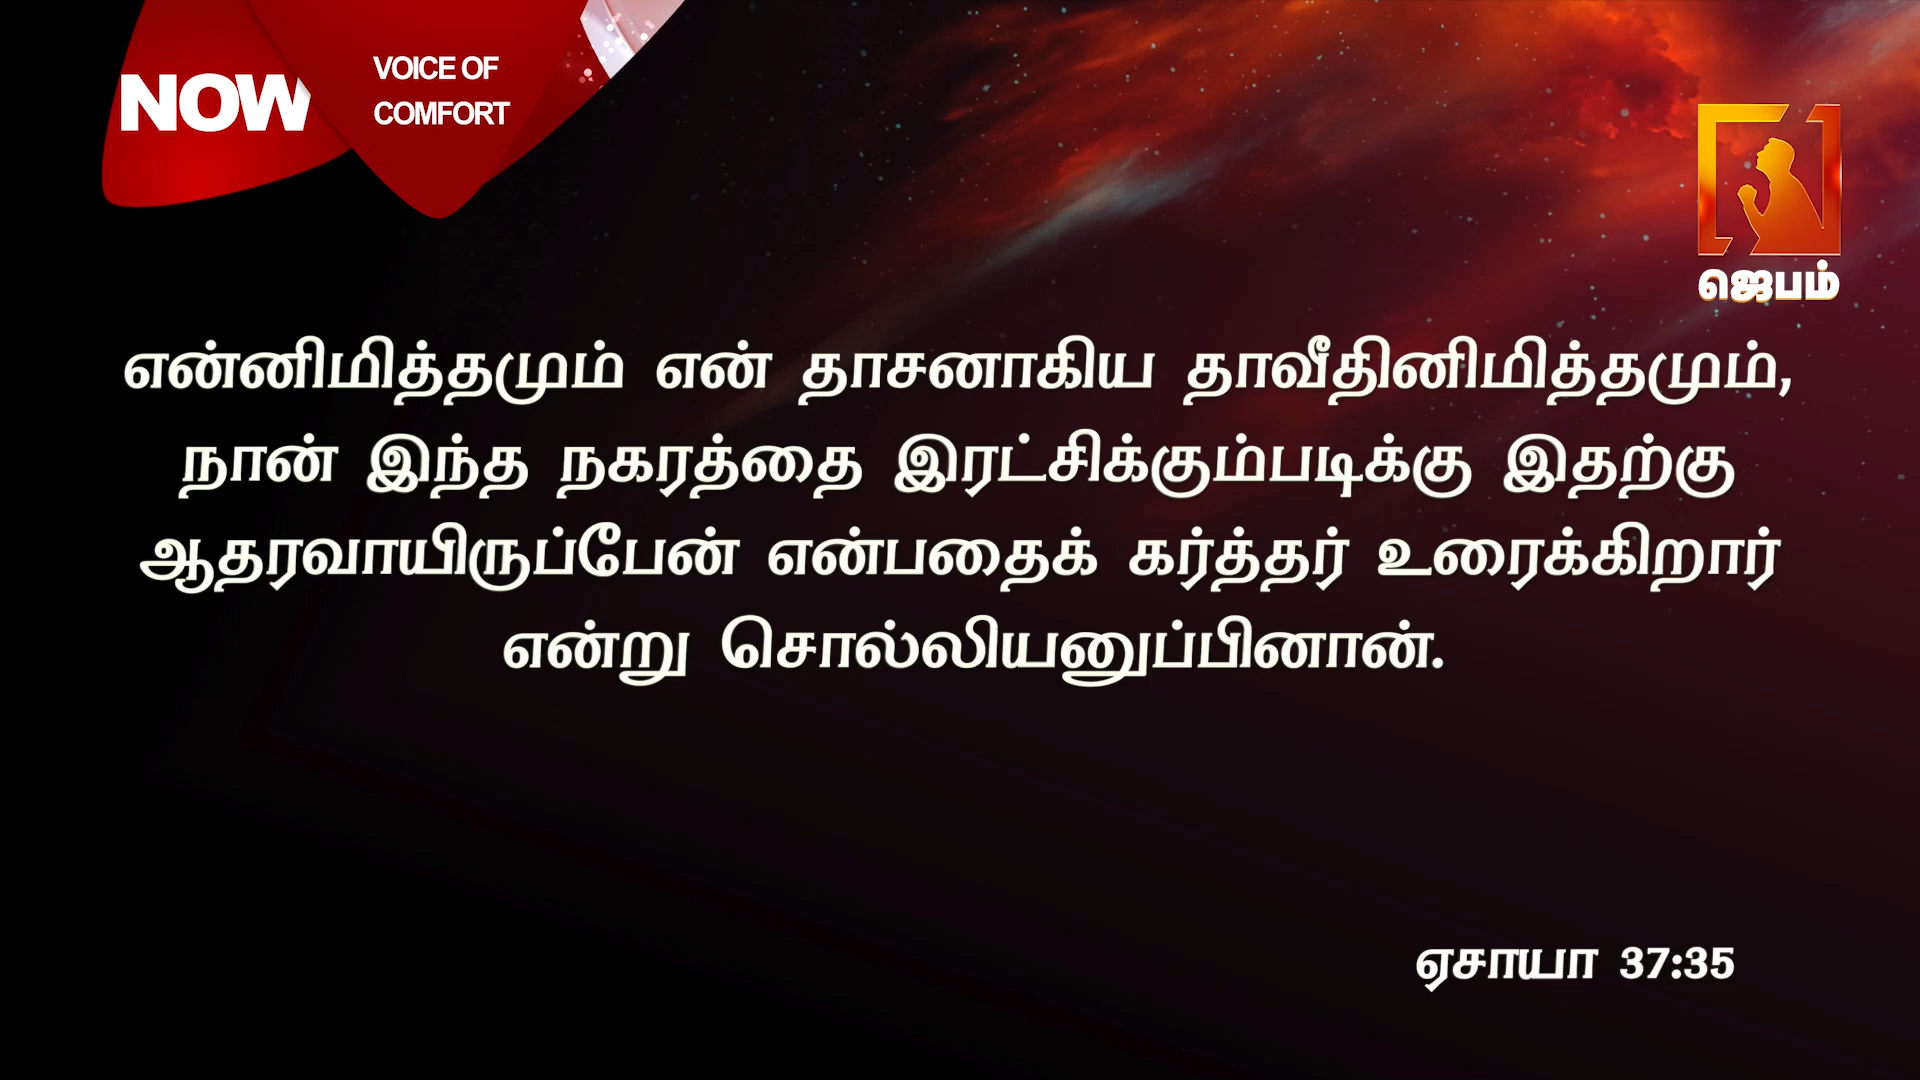 NOW
VOICE OF
COMFORT
ஜெபம்
என்னிமித்தமும் என் தாசனாகிய தாவீதினிமித்தமும்,
நான் இந்த நகரத்தை இரட்சிக்கும்படிக்கு இதற்கு
ஆதரவாயிருப்பேன் என்பதைக் கர்த்தர் உரைக்கிறார்
என்று சொல்லியனுப்பினான்.
ஏசாயா 37:35